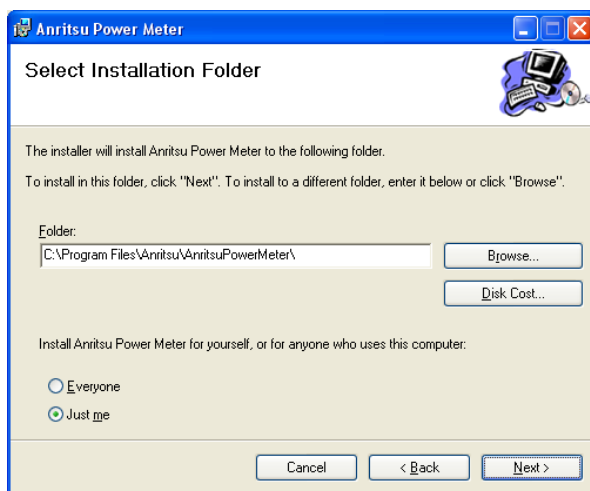 Anritsu Power Meter
Select Installation Folder
The installer will install Anritsu Power Meter to the following folder.
To install in this folder, click "Next". To install to a different folder, enter it below or click "Browse".
Folder:
C:\Program Files\Anritsu\AnritsuPowerMeter\
Browse...
Disk Cost...
Install Anritsu Power Meter for yourself, or for anyone who uses this computer:
Everyone
Just me
Cancel
< Back
Next >